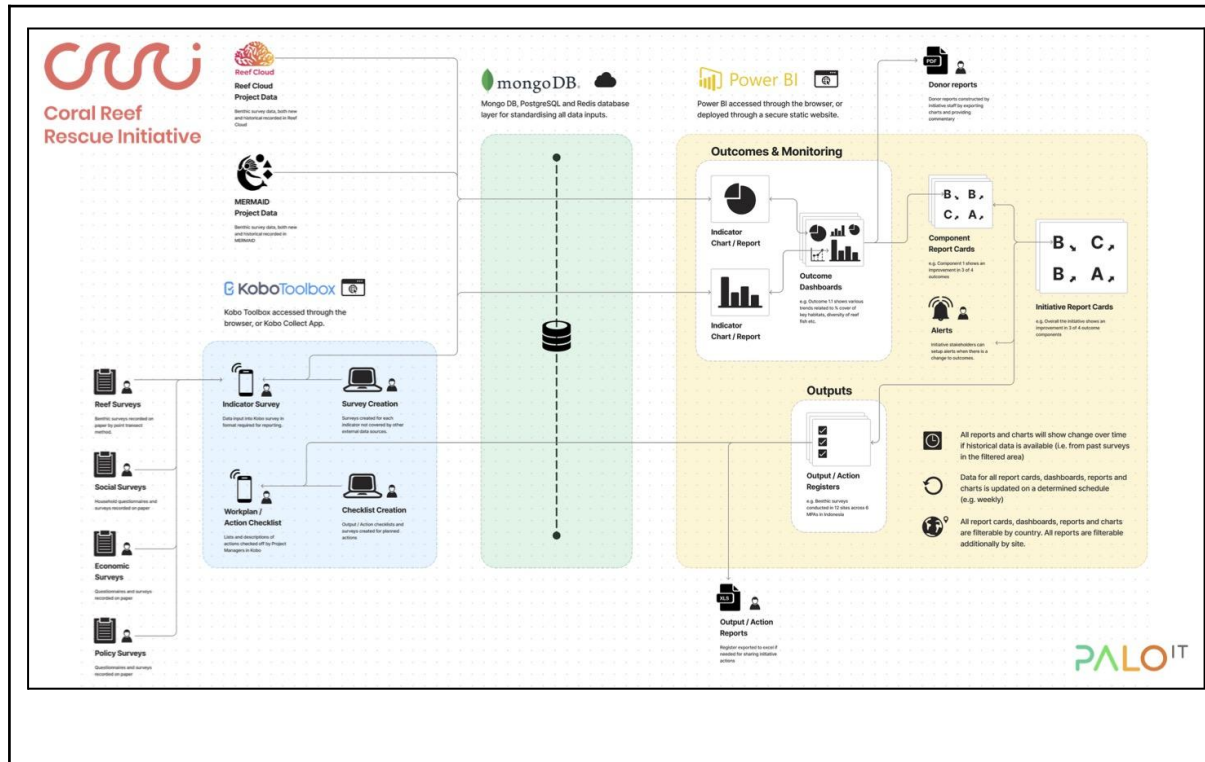 Coral Reef
Rescue Initiative
Reef Cloud
Reef Cloud
Project Data
Benthic survey data, both new
and historical recorded in Reef
Cloud
MERMAID
Project Data
Benthic survey data, both new
and historical recorded in
MERMAID
KoboToolbox
Kobo Toolbox accessed through the
browser, or Kobo Collect App.
Reef Surveys
Benthic surveys recorded on
paper by point transect
method.
Social Surveys
Household questionnaires and
surveys recorded on paper
Economic
Surveys
Questionnaires and surveys
recorded on paper
Policy Surveys
Questionnaires and surveys
recorded on paper
Indicator Survey
Data input into Kobo survey in
format required for reporting.
Survey Creation
Surveys created for each
indicator not covered by other
external data sources.
Workplan /
Action Checklist
Lists and descriptions of
actions checked off by Project
Managers in Kobo
Checklist Creation
Output / Action checklists and
surveys created for planned
actions
mongoDB.
Mongo DB, PostgreSQL and Redis database
layer for standardising all data inputs.
Power BI
Power BI accessed through the browser, or
deployed through a secure static website.
PDF
Donor reports
Donor reports constructed by
initiative staff by exporting
charts and providing
commentary
Outcomes & Monitoring
Indicator
Chart / Report
Indicator
Chart / Report
Outcome
Dashboards
e.g. Outcome 1.1 shows various
trends related to % cover of
key habitats, diversity of reef
fish etc.
B B
C A
Component
Report Cards
e.g. Component 1 shows an
improvement in 3 of 4
outcomes
Alerts
Initiative stakeholders can
setup alerts when there is a
change to outcomes.
B C
B A
Initiative Report Cards
e.g. Overall the initiative shows an
improvement in 3 of 4 outcome
components
Outputs
Output / Action
Registers
e.g. Benthic surveys
conducted in 12 sites across 6
MPAs in Indonesia
All reports and charts will show change over time
if historical data is available (i.e. from past surveys
in the filtered area)
Data for all report cards, dashboards, reports and
charts is updated on a determined schedule
(e.g. weekly)
All report cards, dashboards, reports and charts
are filterable by country. All reports are filterable
additionally by site.
XLS
Output / Action
Reports
Register exported to excel if
needed for sharing initiative
actions
PALO IT